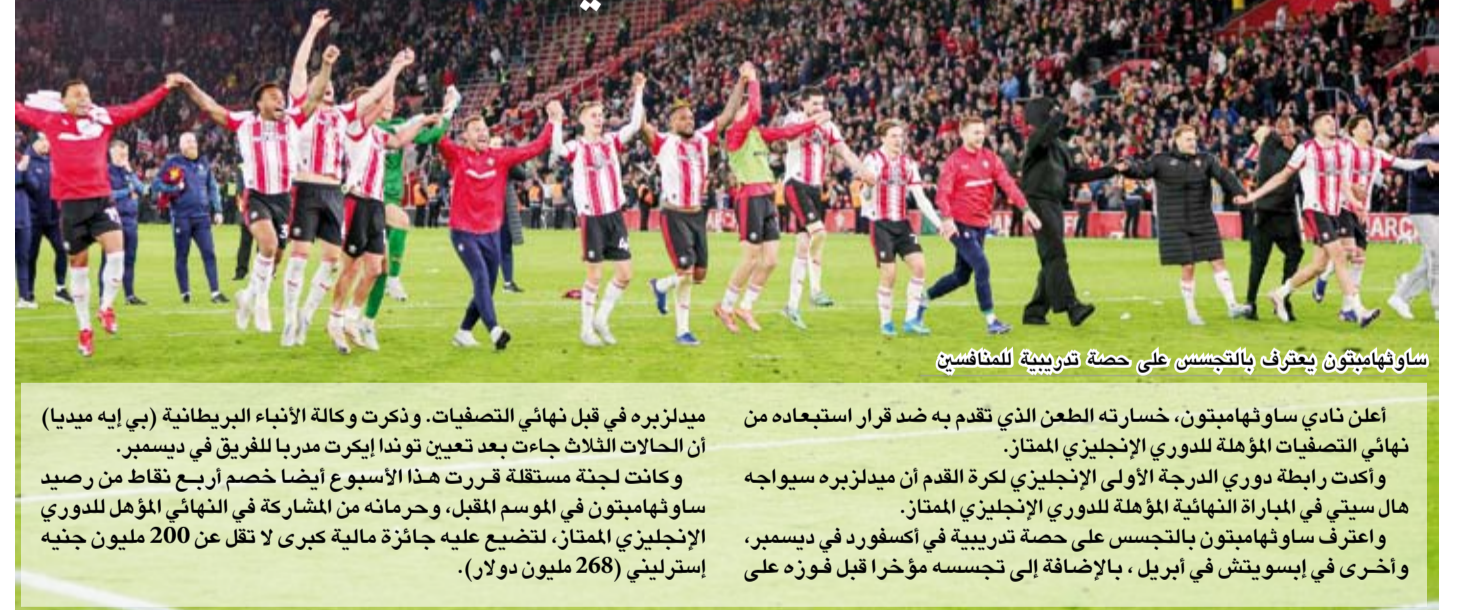 ساوثهامبتون يعترف بالتجسس على حصة تدريبية للمنافسين
أعلن نادي ساوثهامبتون، خسارته الطعن الذي تقدم به ضد قرار استبعاده من
نهائي التصفيات المؤهلة للدوري الإنجليزي الممتاز.
وأكدت رابطة دوري الدرجة الأولى الإنجليزي لكرة القدم أن ميدلزبره سيواجه
هال سيتي في المباراة النهائية المؤهلة للدوري الإنجليزي الممتاز.
واعترف ساوثهامبتون بالتجسس على حصة تدريبية في أكسفورد في ديسمبر،
وأخرى في إبسويتش في أبريل ، بالإضافة إلى تجسسه مؤخرا قبل فوزه على
ميدلزبره في قبل نهائي التصفيات. وذكرت وكالة الأنباء البريطانية (بي إيه ميديا)
أن الحالات الثلاث جاءت بعد تعيين توندا إيكرت مدربا للفريق في ديسمبر.
وكانت لجنة مستقلة قررت هذا الأسبوع أيضا خصم أربع نقاط من رصيد
ساوثهامبتون في الموسم المقبل، وحرمانه من المشاركة في النهائي المؤهل للدوري
الإنجليزي الممتاز، لتضيع عليه جائزة مالية كبرى لا تقل عن 200 مليون جنيه
إسترليني (268 مليون دولار).